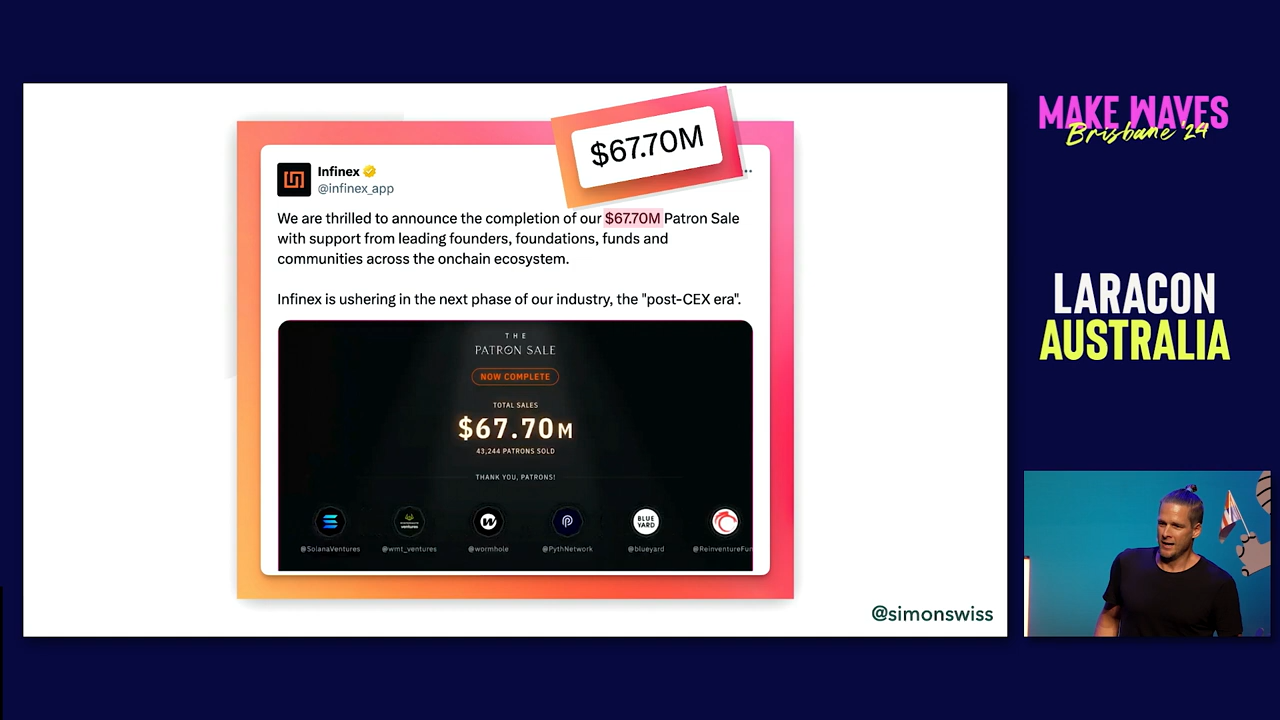 $67.70M
Infinex
@infinex_app
We are thrilled to announce the completion of our $67.70M Patron Sale
with support from leading founders, foundations, funds and
communities across the onchain ecosystem.
Infinex is ushering in the next phase of our industry, the "post-CEX era".
THE
PATRON SALE
NOW COMPLETE
TOTAL SALES
$67.70M
43,244 PATRONS SOLD
THANK YOU, PATRONS!
BLUE
YARD
ventures
@SolanaVentures @wmt_ventures @wormhole @PythNetwork @blueyard @ReinventureFun
@simonswiss
MAKE WAVES
Brisbane '24
LARACON
AUSTRALIA